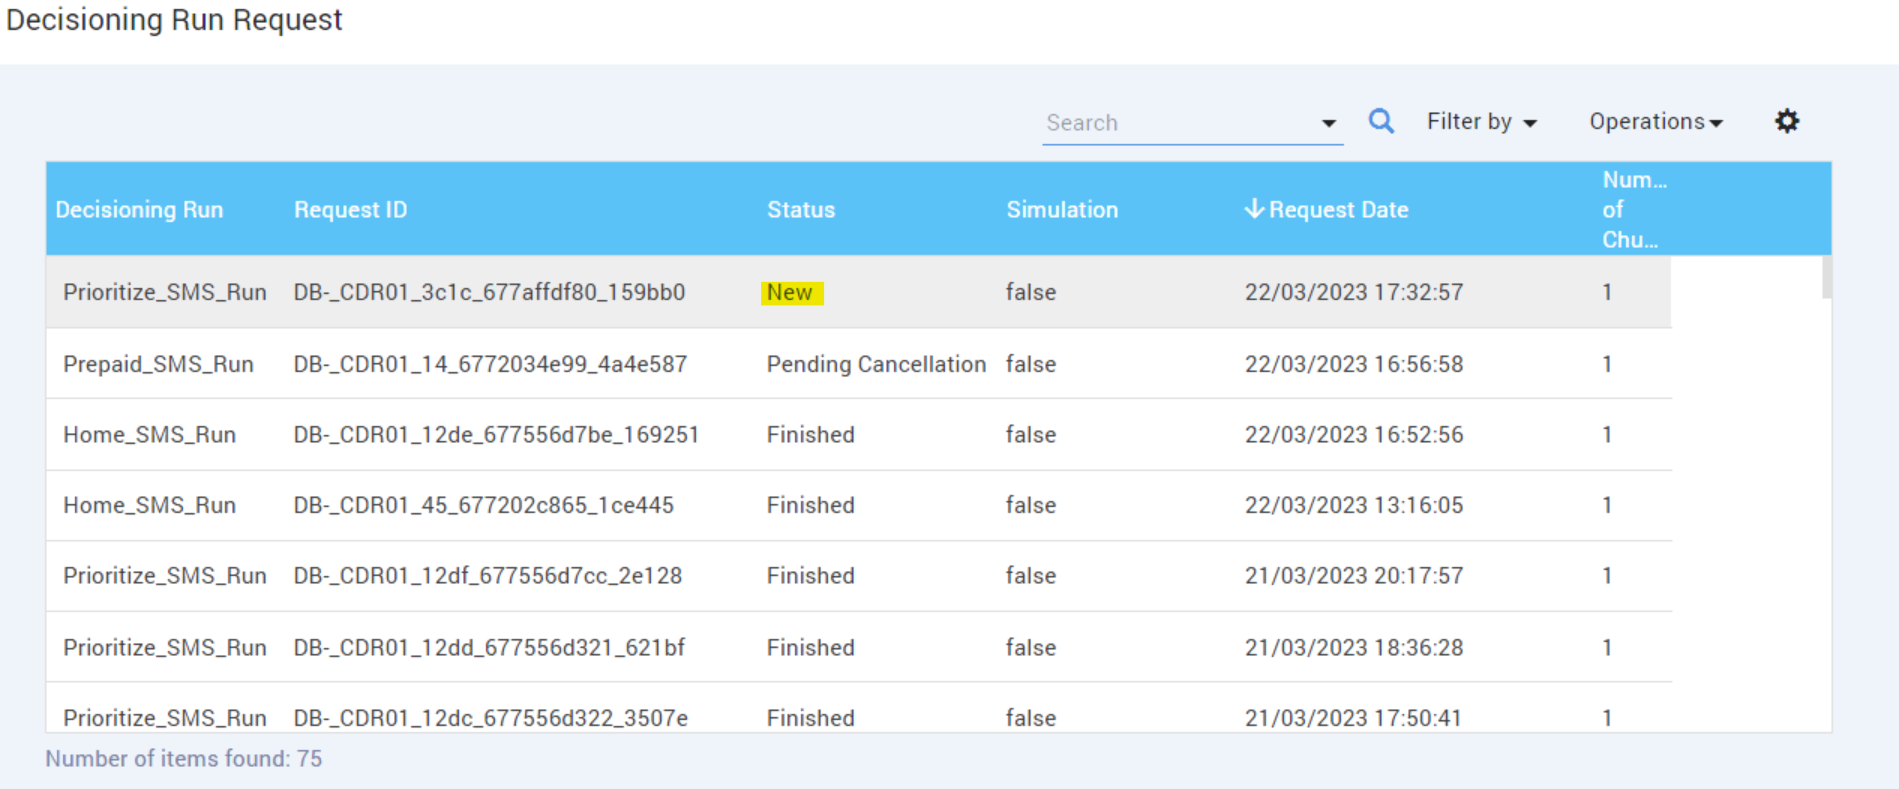 Decisioning Run Request
Search Filter by Operations
Decisioning Run Request ID Status Simulation Request Date Num... of Chu...
Prioritize_SMS_Run DB-_CDR01_3c1c_677affdf80_159bb0 New false 22/03/2023 17:32:57 1
Prepaid_SMS_Run DB-_CDR01_14_6772034e99_4a4e587 Pending Cancellation false 22/03/2023 16:56:58 1
Home_SMS_Run DB-_CDR01_12de_677556d7be_169251 Finished false 22/03/2023 16:52:56 1
Home_SMS_Run DB-_CDR01_45_677202c865_1ce445 Finished false 22/03/2023 13:16:05 1
Prioritize_SMS_Run DB-_CDR01_12df_677556d7cc_2e128 Finished false 21/03/2023 20:17:57 1
Prioritize_SMS_Run DB-_CDR01_12dd_677556d321_621bf Finished false 21/03/2023 18:36:28 1
Prioritize_SMS_Run DB-_CDR01_12dc_677556d322_3507e Finished false 21/03/2023 17:50:41 1
Number of items found: 75